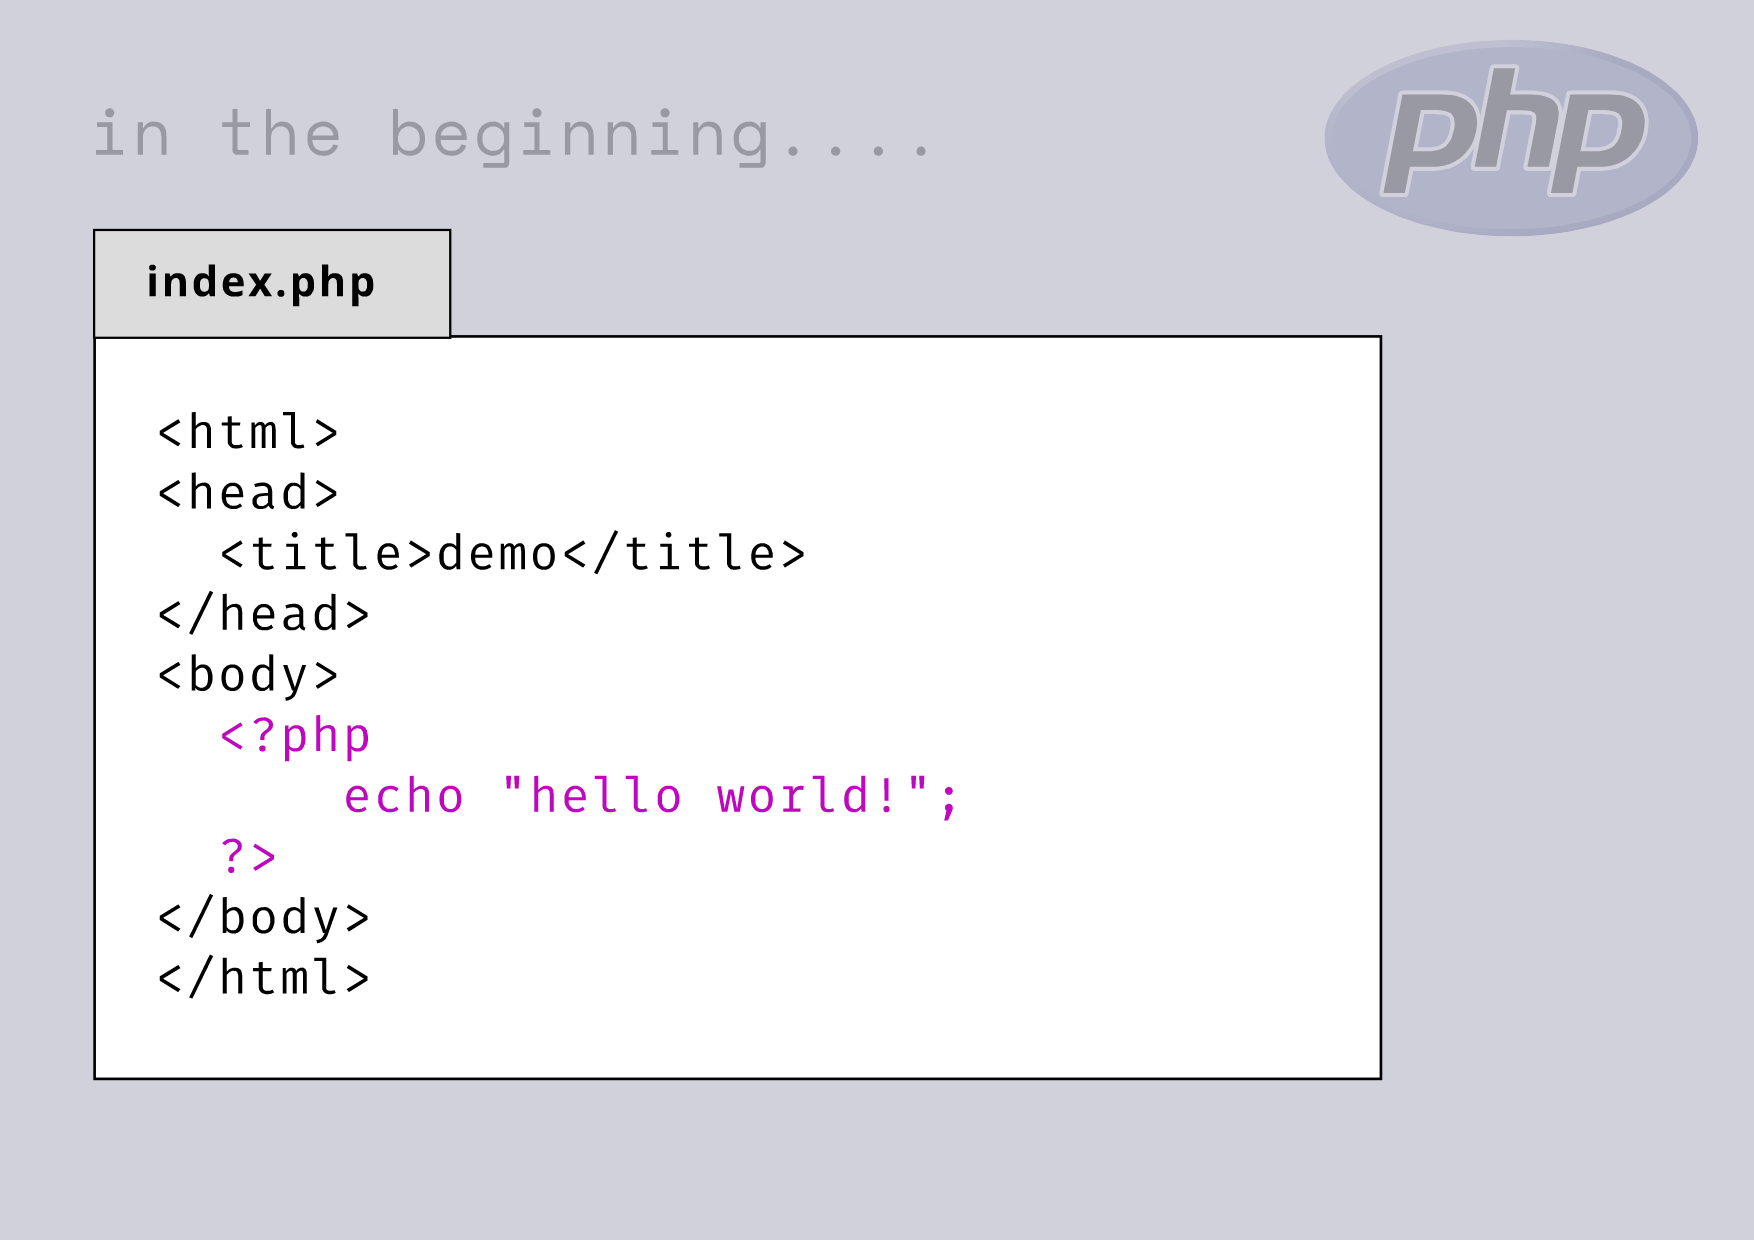 in the beginning....
php
index.php
<html>
<head>
  <title>demo</title>
</head>
<body>
  <?php
      echo "hello world!";
  ?>
</body>
</html>